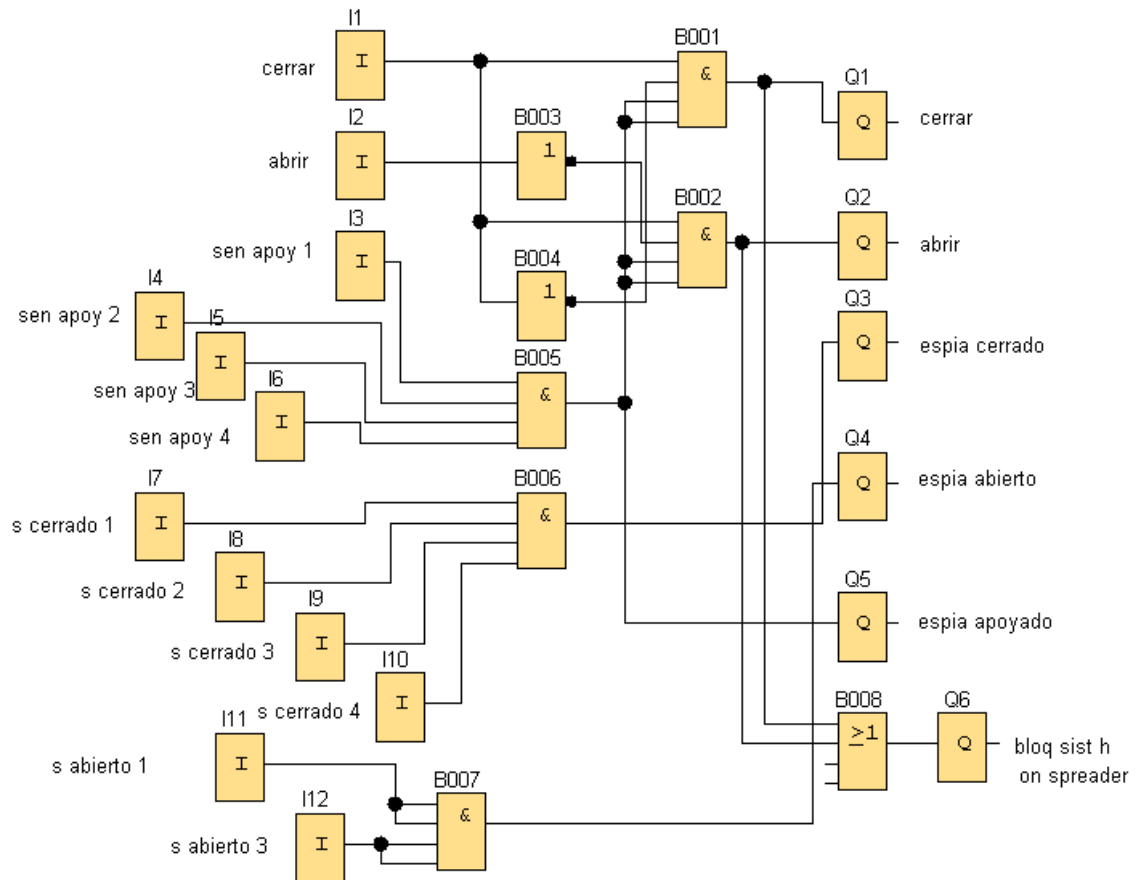 I1
I
cerrar
B001
&
Q1
Q
cerrar
I2
I
abrir
B003
1
I3
I
sen apoy 1
B002
&
Q2
Q
abrir
B004
1
I4
I
sen apoy 2
I5
I
sen apoy 3
I6
I
sen apoy 4
B005
&
Q3
Q
espia cerrado
I7
I
s cerrado 1
I8
I
s cerrado 2
I9
I
s cerrado 3
I10
I
s cerrado 4
B006
&
Q4
Q
espia abierto
Q5
Q
espia apoyado
I11
I
s abierto 1
I12
I
s abierto 3
B007
&
B008
≥1
Q6
Q
bloq sist h
on spreader